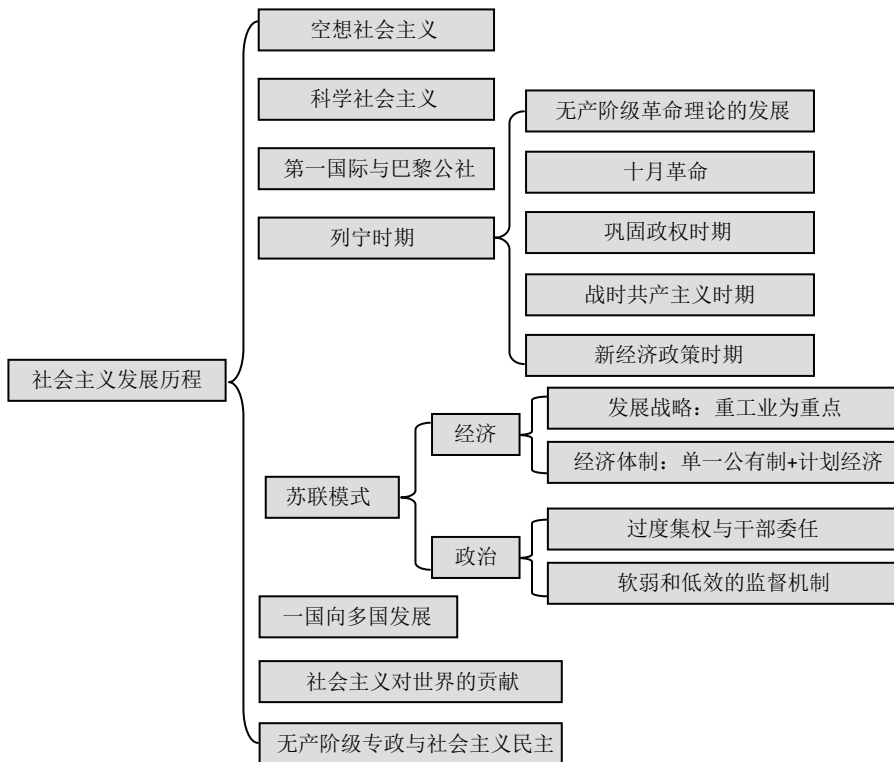 社会主义发展历程
空想社会主义
科学社会主义
第一国际与巴黎公社
列宁时期
无产阶级革命理论的发展
十月革命
巩固政权时期
战时共产主义时期
新经济政策时期
苏联模式
经济
发展战略：重工业为重点
经济体制：单一公有制+计划经济
政治
过度集权与干部委任
软弱和低效的监督机制
一国向多国发展
社会主义对世界的贡献
无产阶级专政与社会主义民主